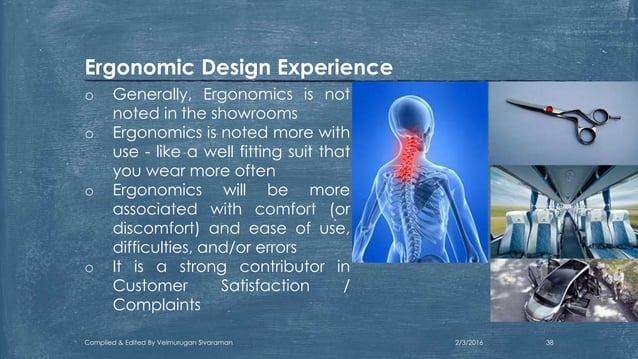 Ergonomic Design Experience
o Generally, Ergonomics is not
noted in the showrooms
o Ergonomics is noted more with
use - like a well fitting suit that
you wear more often
o Ergonomics will be more
associated with comfort (or
discomfort) and ease of use,
difficulties, and/or errors
o It is a strong contributor in
Customer Satisfaction /
Complaints
Complied & Edited By Velmurugan Sivaraman 2/3/2016 38